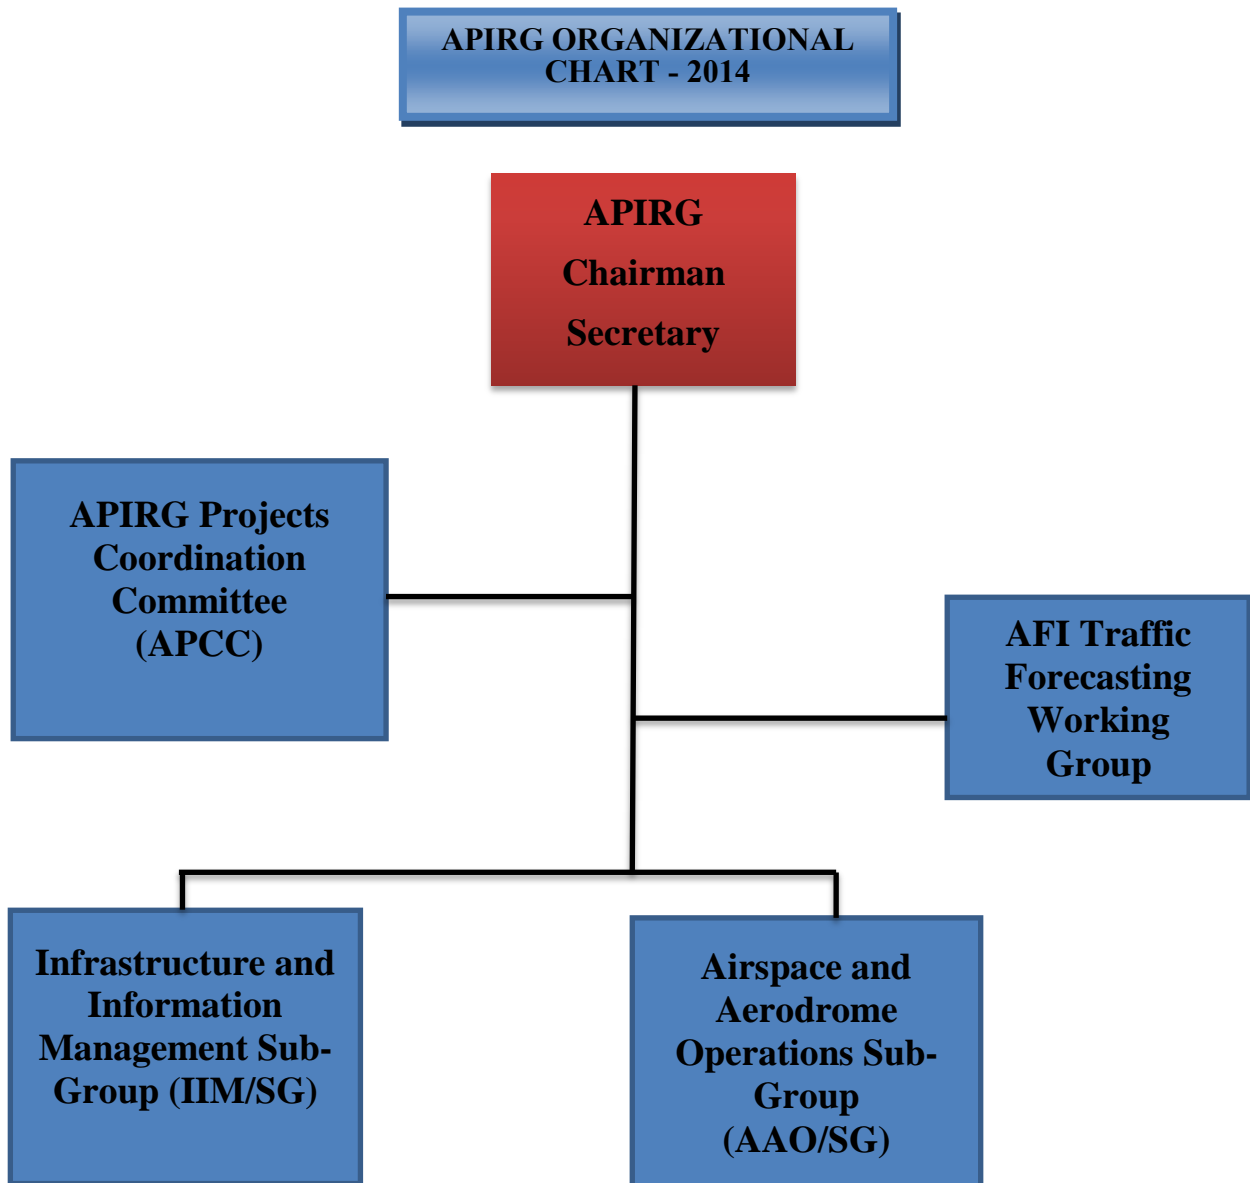 APIRG ORGANIZATIONAL
CHART - 2014
APIRG
Chairman
Secretary
APIRG Projects
Coordination
Committee
(APCC)
AFI Traffic
Forecasting
Working
Group
Infrastructure and
Information
Management Sub-
Group (IIM/SG)
Airspace and
Aerodrome
Operations Sub-
Group
(AAO/SG)